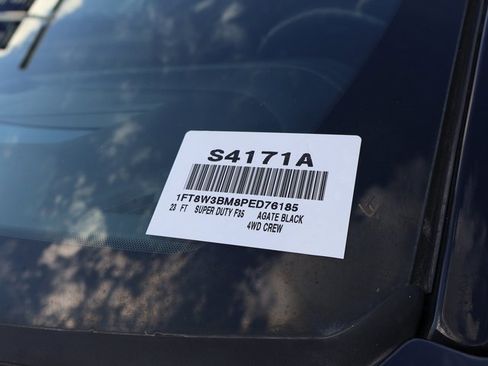 S4171A
1FT8W3BM8PED76185
23 FT SUPER DUTY F35 AGATE BLACK
4WD CREW